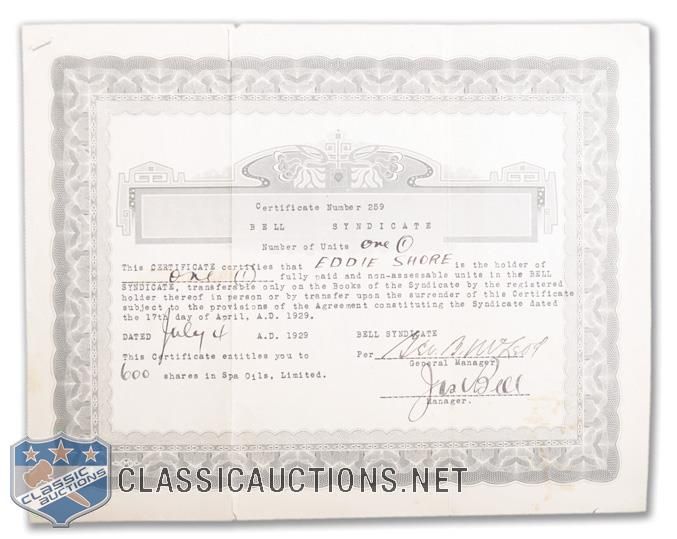 Certificate Number 259
BELL SYNDICATE
Number of Units one (1)
This CERTIFICATE certifies that EDDIE SHORE is the holder of
one (1) fully paid and non-assessable units in the BELL
SYNDICATE, transferable only on the Books of the Syndicate by the registered
holder thereof in person or by transfer upon the surrender of this Certificate
subject to the provisions of the Agreement constituting the Syndicate dated
the 17th day of April, A.D. 1929.
DATED July 4 A.D. 1929
BELL SYNDICATE
This Certificate entitles you to
Per
General Manager
600 shares in Spa Oils, Limited.
Jas W Bell
Manager.
CLASSIC AUCTIONS
CLASSICAUCTIONS.NET